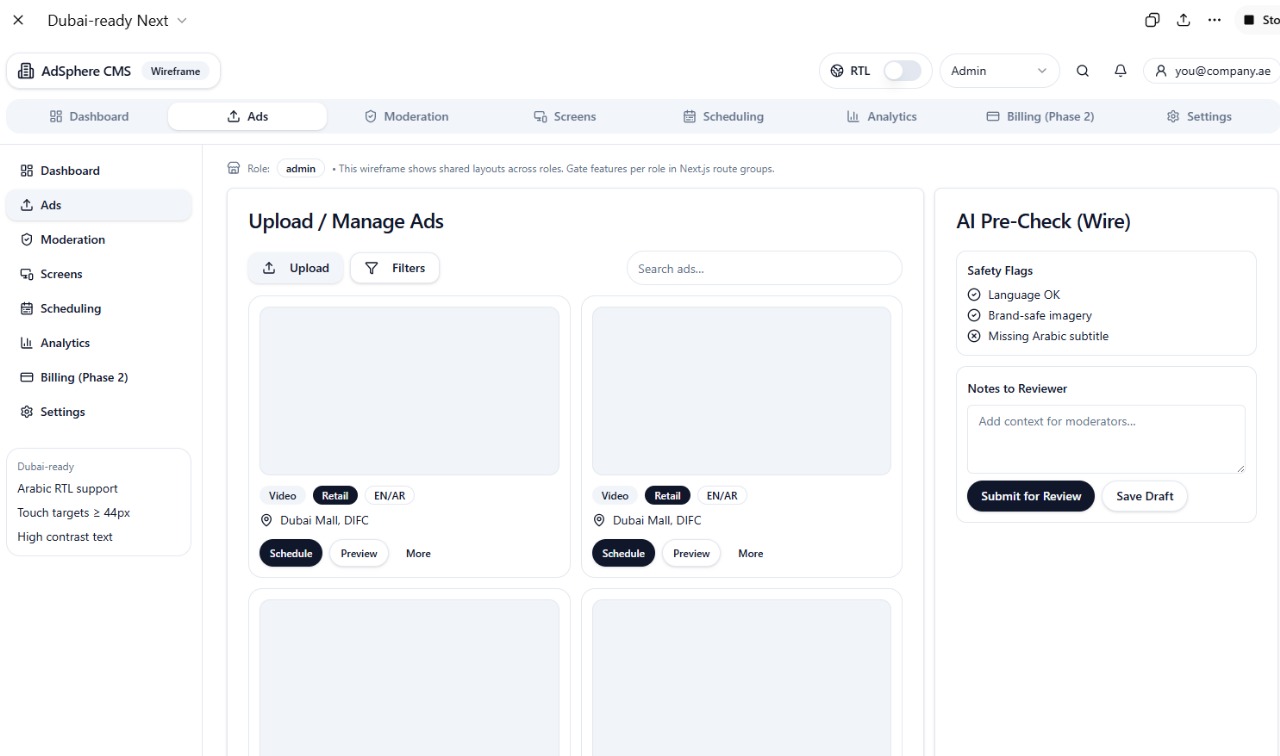 Dubai-ready Next
AdSphere CMS Wireframe
RTL
Admin
you@company.ae
Dashboard Ads Moderation Screens Scheduling Analytics Billing (Phase 2) Settings
Dashboard
Ads
Moderation
Screens
Scheduling
Analytics
Billing (Phase 2)
Settings
Dubai-ready
Arabic RTL support
Touch targets ≥ 44px
High contrast text
Role: admin • This wireframe shows shared layouts across roles. Gate features per role in Next.js route groups.
Upload / Manage Ads
Upload Filters Search ads...
Video Retail EN/AR
Dubai Mall, DIFC
Schedule Preview More
Video Retail EN/AR
Dubai Mall, DIFC
Schedule Preview More
AI Pre-Check (Wire)
Safety Flags
Language OK
Brand-safe imagery
Missing Arabic subtitle
Notes to Reviewer
Add context for moderators...
Submit for Review Save Draft